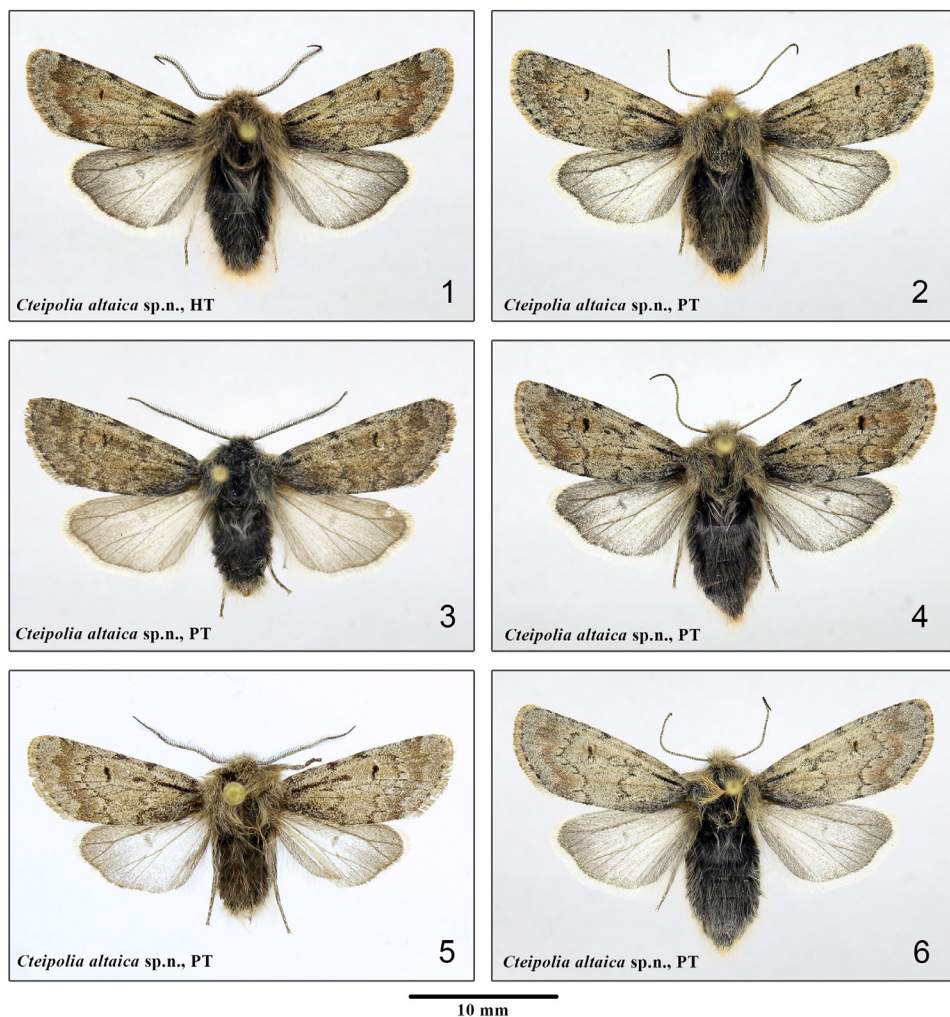 Cteipolia altaica sp.n., HT
1
Cteipolia altaica sp.n., PT
2
Cteipolia altaica sp.n., PT
3
Cteipolia altaica sp.n., PT
4
Cteipolia altaica sp.n., PT
5
Cteipolia altaica sp.n., PT
6
10 mm